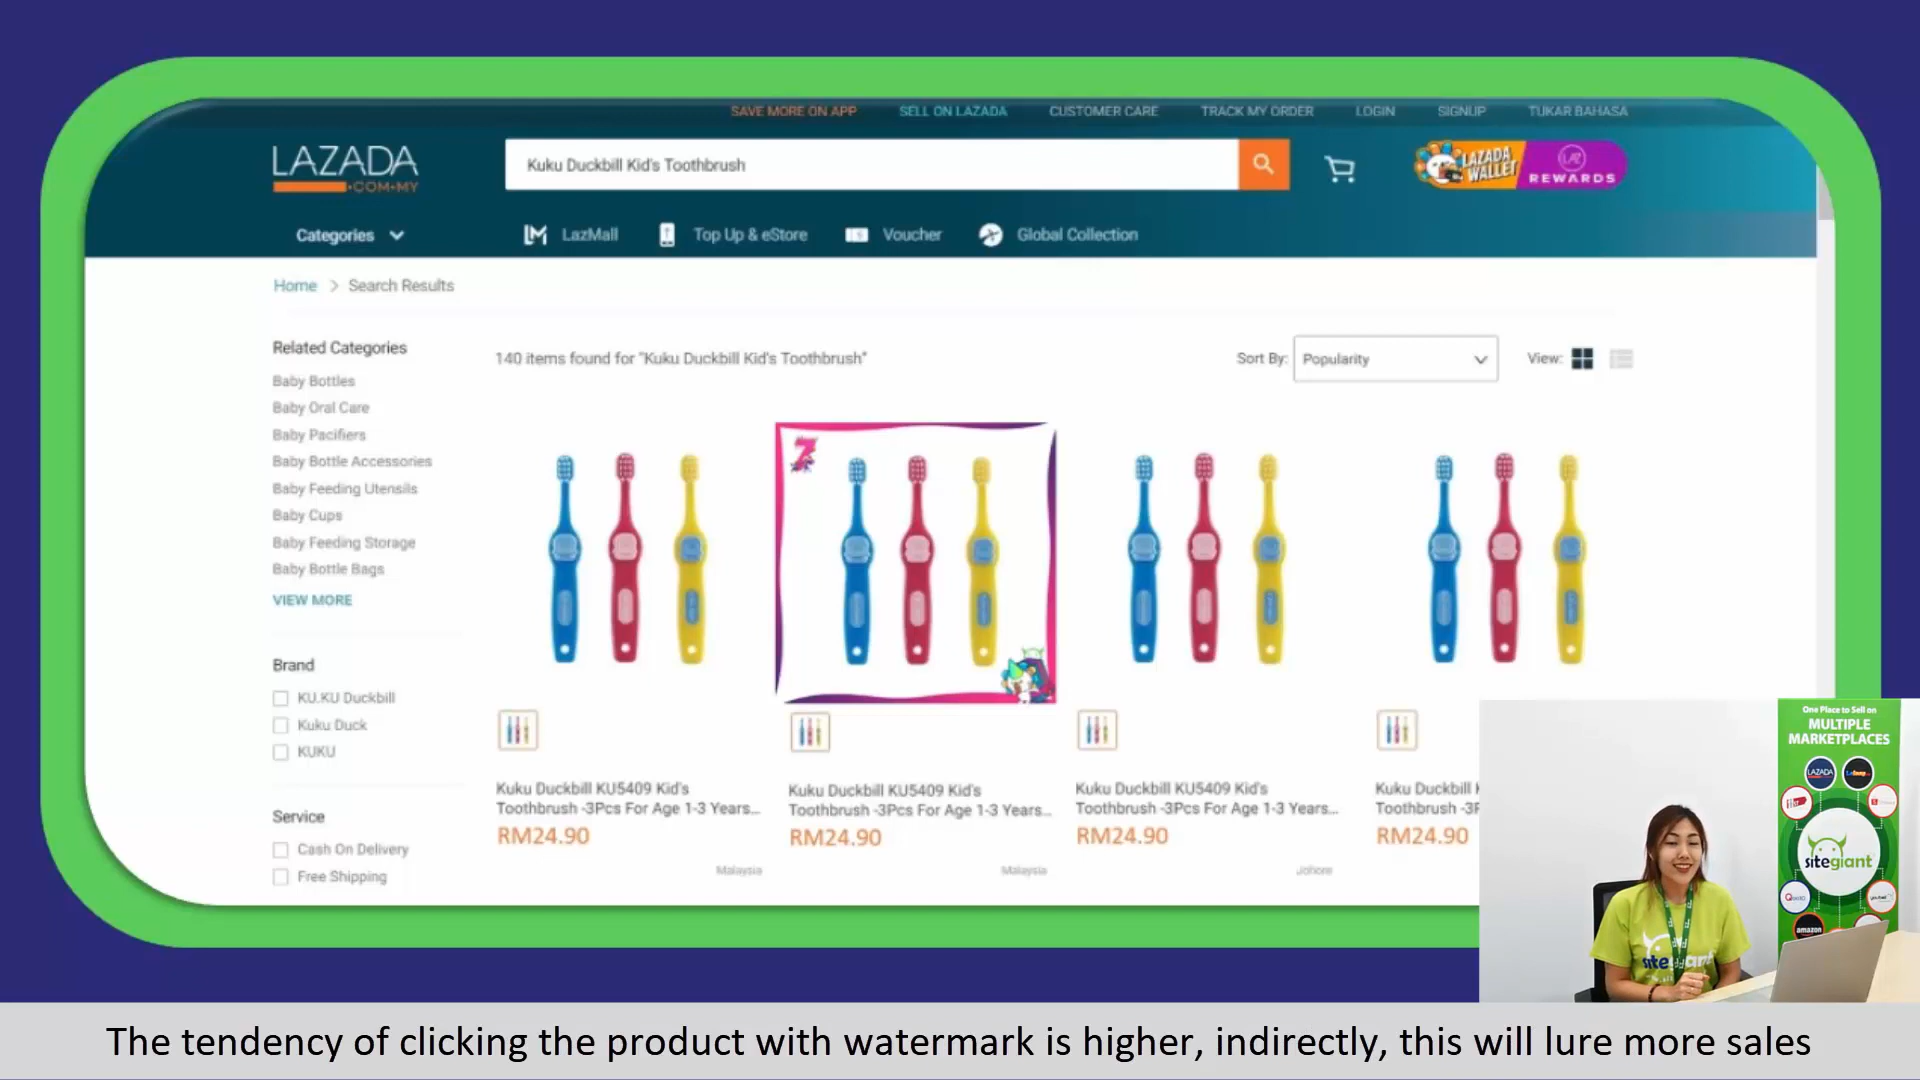 SAVE MORE ON APP SELL ON LAZADA CUSTOMER CARE TRACK MY ORDER LOGIN SIGNUP TUKAR BAHASA
LAZADA
.COM.MY
Kuku Duckbill Kid's Toothbrush
LAZADA WALLET
REWARDS
Categories LazMall Top Up & eStore Voucher Global Collection
Home > Search Results
Related Categories
Baby Bottles
Baby Oral Care
Baby Pacifiers
Baby Bottle Accessories
Baby Feeding Utensils
Baby Cups
Baby Feeding Storage
Baby Bottle Bags
VIEW MORE
Brand
KU.KU Duckbill
Kuku Duck
KUKU
Service
Cash On Delivery
Free Shipping
140 items found for "Kuku Duckbill Kid's Toothbrush"
Sort By: Popularity View:
7
Kuku Duckbill KU5409 Kid's
Toothbrush -3Pcs For Age 1-3 Years...
RM24.90
Malaysia
Kuku Duckbill KU5409 Kid's
Toothbrush -3Pcs For Age 1-3 Years...
RM24.90
Malaysia
Kuku Duckbill KU5409 Kid's
Toothbrush -3Pcs For Age 1-3 Years...
RM24.90
Johore
Kuku Duckbill K
Toothbrush -3P
RM24.90
One Place to Sell on
MULTIPLE
MARKETPLACES
LAZADA
sitegiant
amazon
sitegiant
The tendency of clicking the product with watermark is higher, indirectly, this will lure more sales